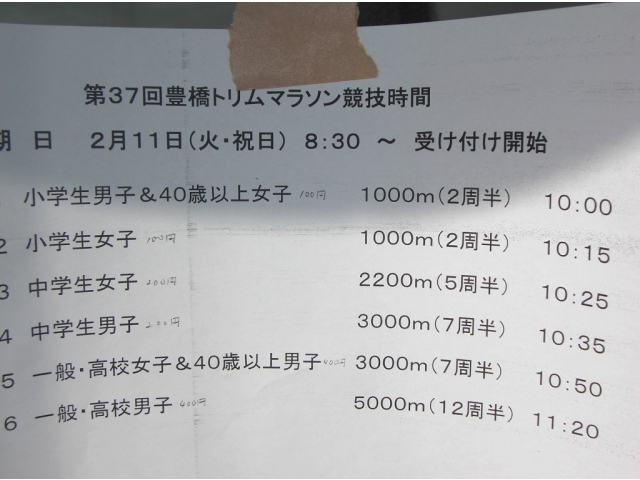 第37回豊橋トリムマラソン競技時間
期 日 2月11日(火・祝日) 8:30 ～ 受け付け開始
小学生男子＆40歳以上女子 100円 1000m(2周半) 10:00
2 小学生女子 100円 1000m(2周半) 10:15
3 中学生女子 200円 2200m(5周半) 10:25
4 中学生男子 200円 3000m(7周半) 10:35
5 一般・高校女子＆40歳以上男子 400円 3000m(7周半) 10:50
6 一般・高校男子 400円 5000m(12周半) 11:20